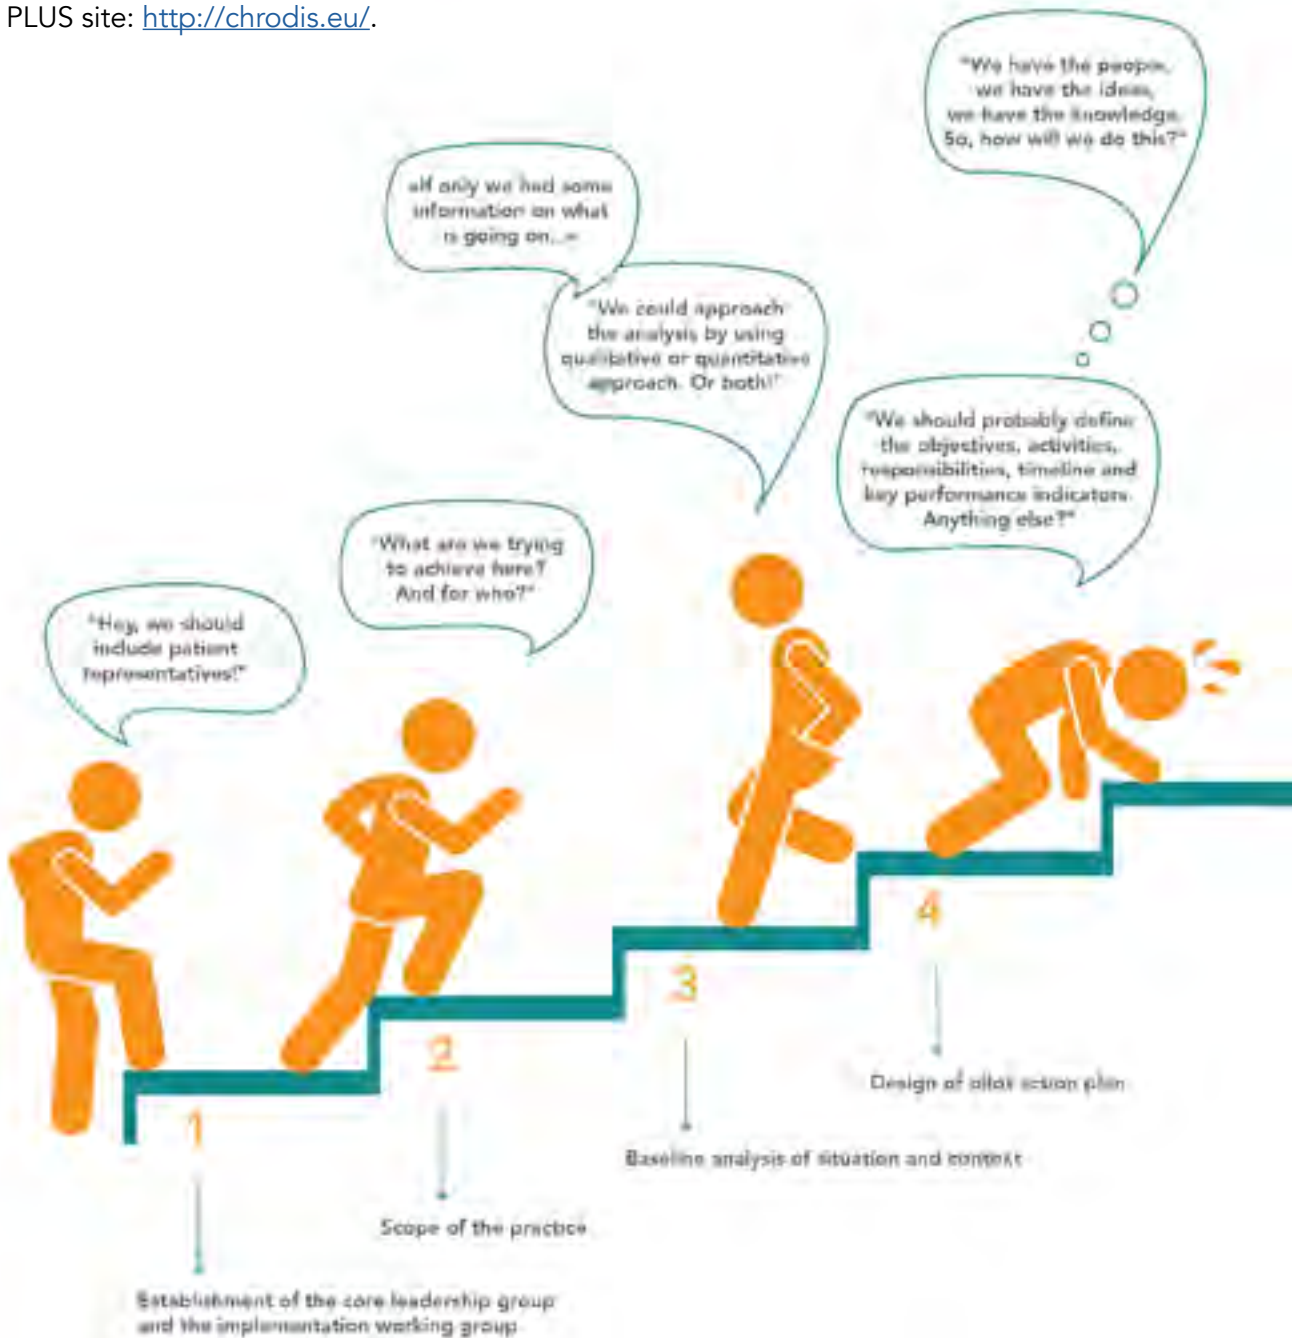 PLUS site: http://chrodis.eu/.
"We have the people,
we have the ideas,
we have the knowledge.
So, how will we do this?"
«If only we had some
information on what
is going on...»
"We could approach
the analysis by using
qualitative or quantitative
approach. Or both!"
"We should probably define
the objectives, activities,
responsibilities, timeline and
key performance indicators.
Anything else?"
"What are we trying
to achieve here?
And for who?"
"Hey, we should
include patient
representatives!"
1
2
3
4
Design of pilot action plan
Baseline analysis of situation and context
Scope of the practice
Establishment of the core leadership group
and the implementation working group